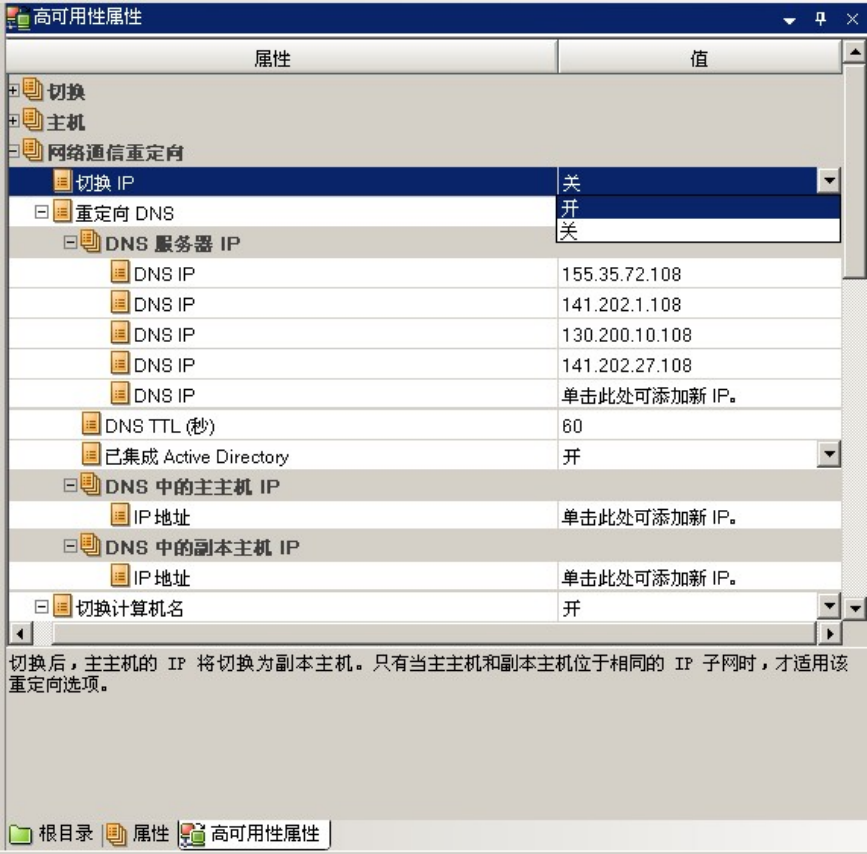 高可用性属性
属性 值
切换
主机
网络通信重定向
切换 IP 关
开
关
重定向 DNS
DNS 服务器 IP
DNS IP 155.35.72.108
DNS IP 141.202.1.108
DNS IP 130.200.10.108
DNS IP 141.202.27.108
DNS IP 单击此处可添加新 IP。
DNS TTL (秒) 60
已集成 Active Directory 开
DNS 中的主主机 IP
IP 地址 单击此处可添加新 IP。
DNS 中的副本主机 IP
IP 地址 单击此处可添加新 IP。
切换计算机名 开
切换后，主主机的 IP 将切换为副本主机。只有当主主机和副本主机位于相同的 IP 子网时，才适用该
重定向选项。
根目录 属性 高可用性属性